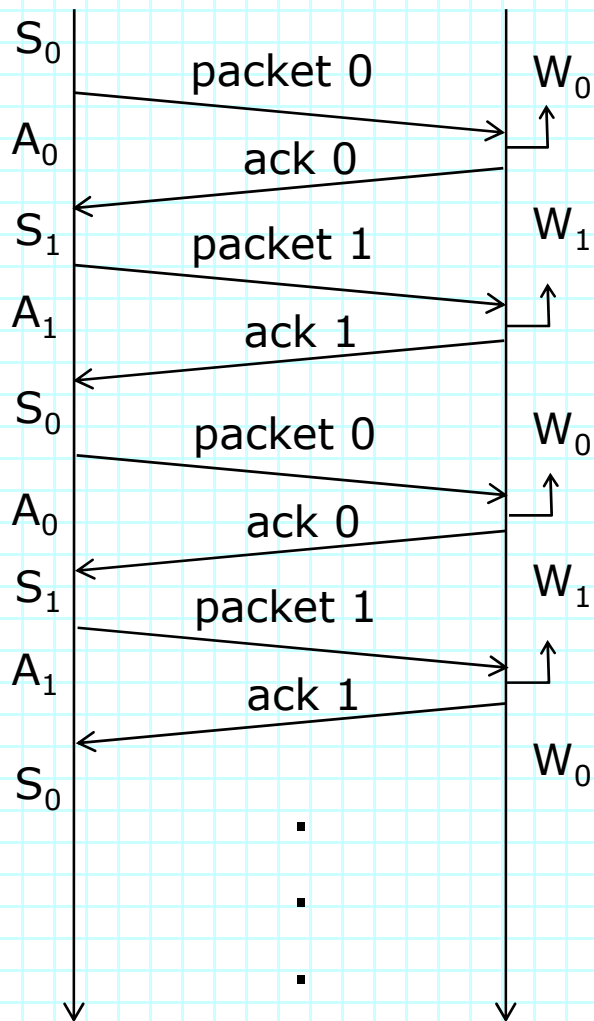 S₀
packet 0
W₀
A₀
ack 0
S₁
packet 1
W₁
A₁
ack 1
S₀
packet 0
W₀
A₀
ack 0
S₁
packet 1
W₁
A₁
ack 1
W₀
S₀
.
.
.